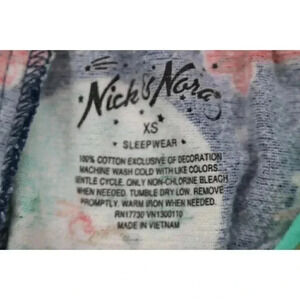 Nick & Nora
XS
• SLEEPWEAR •
100% COTTON EXCLUSIVE OF DECORATION
MACHINE WASH COLD WITH LIKE COLORS.
GENTLE CYCLE. ONLY NON-CHLORINE BLEACH
WHEN NEEDED. TUMBLE DRY LOW. REMOVE
PROMPTLY. WARM IRON WHEN NEEDED.
RN17730 VN1300110
MADE IN VIETNAM